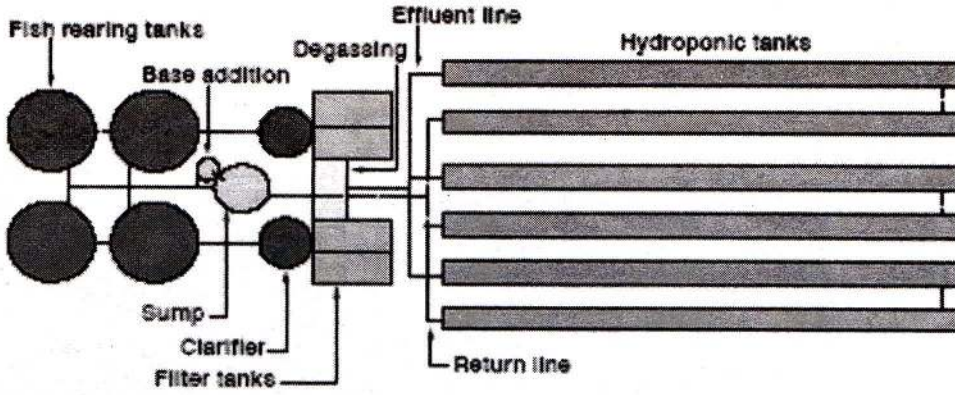 Effluent line
Fish rearing tanks
Degassing
Hydroponic tanks
Base addition
Sump
Clarifier
Filter tanks
Return line